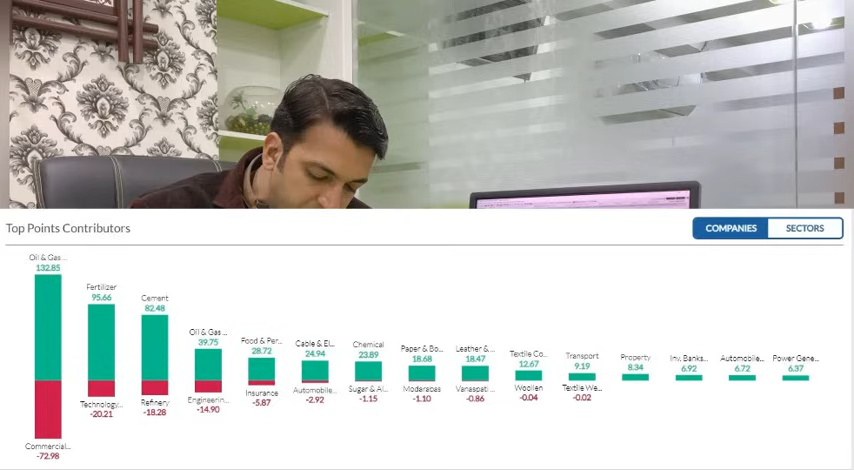 Top Points Contributors
COMPANIES
SECTORS
Oil & Gas ...
132.85
Fertilizer
95.66
Cement
82.48
Oil & Gas ...
39.75
Food & Per...
28.72
Cable & El...
24.94
Chemical
23.89
Paper & Bo...
18.68
Leather & ...
18.47
Textile Co...
12.67
Transport
9.19
Property
8.34
Inv. Banks...
6.92
Automobile...
6.72
Power Gene...
6.37
Commercial...
-72.98
Technology...
-20.21
Refinery
-18.28
Engineerin...
-14.90
Insurance
-5.87
Automobile...
-2.92
Sugar & Al...
-1.15
Modarabas
-1.10
Vanaspati ...
-0.86
Woollen
-0.04
Textile We...
-0.02